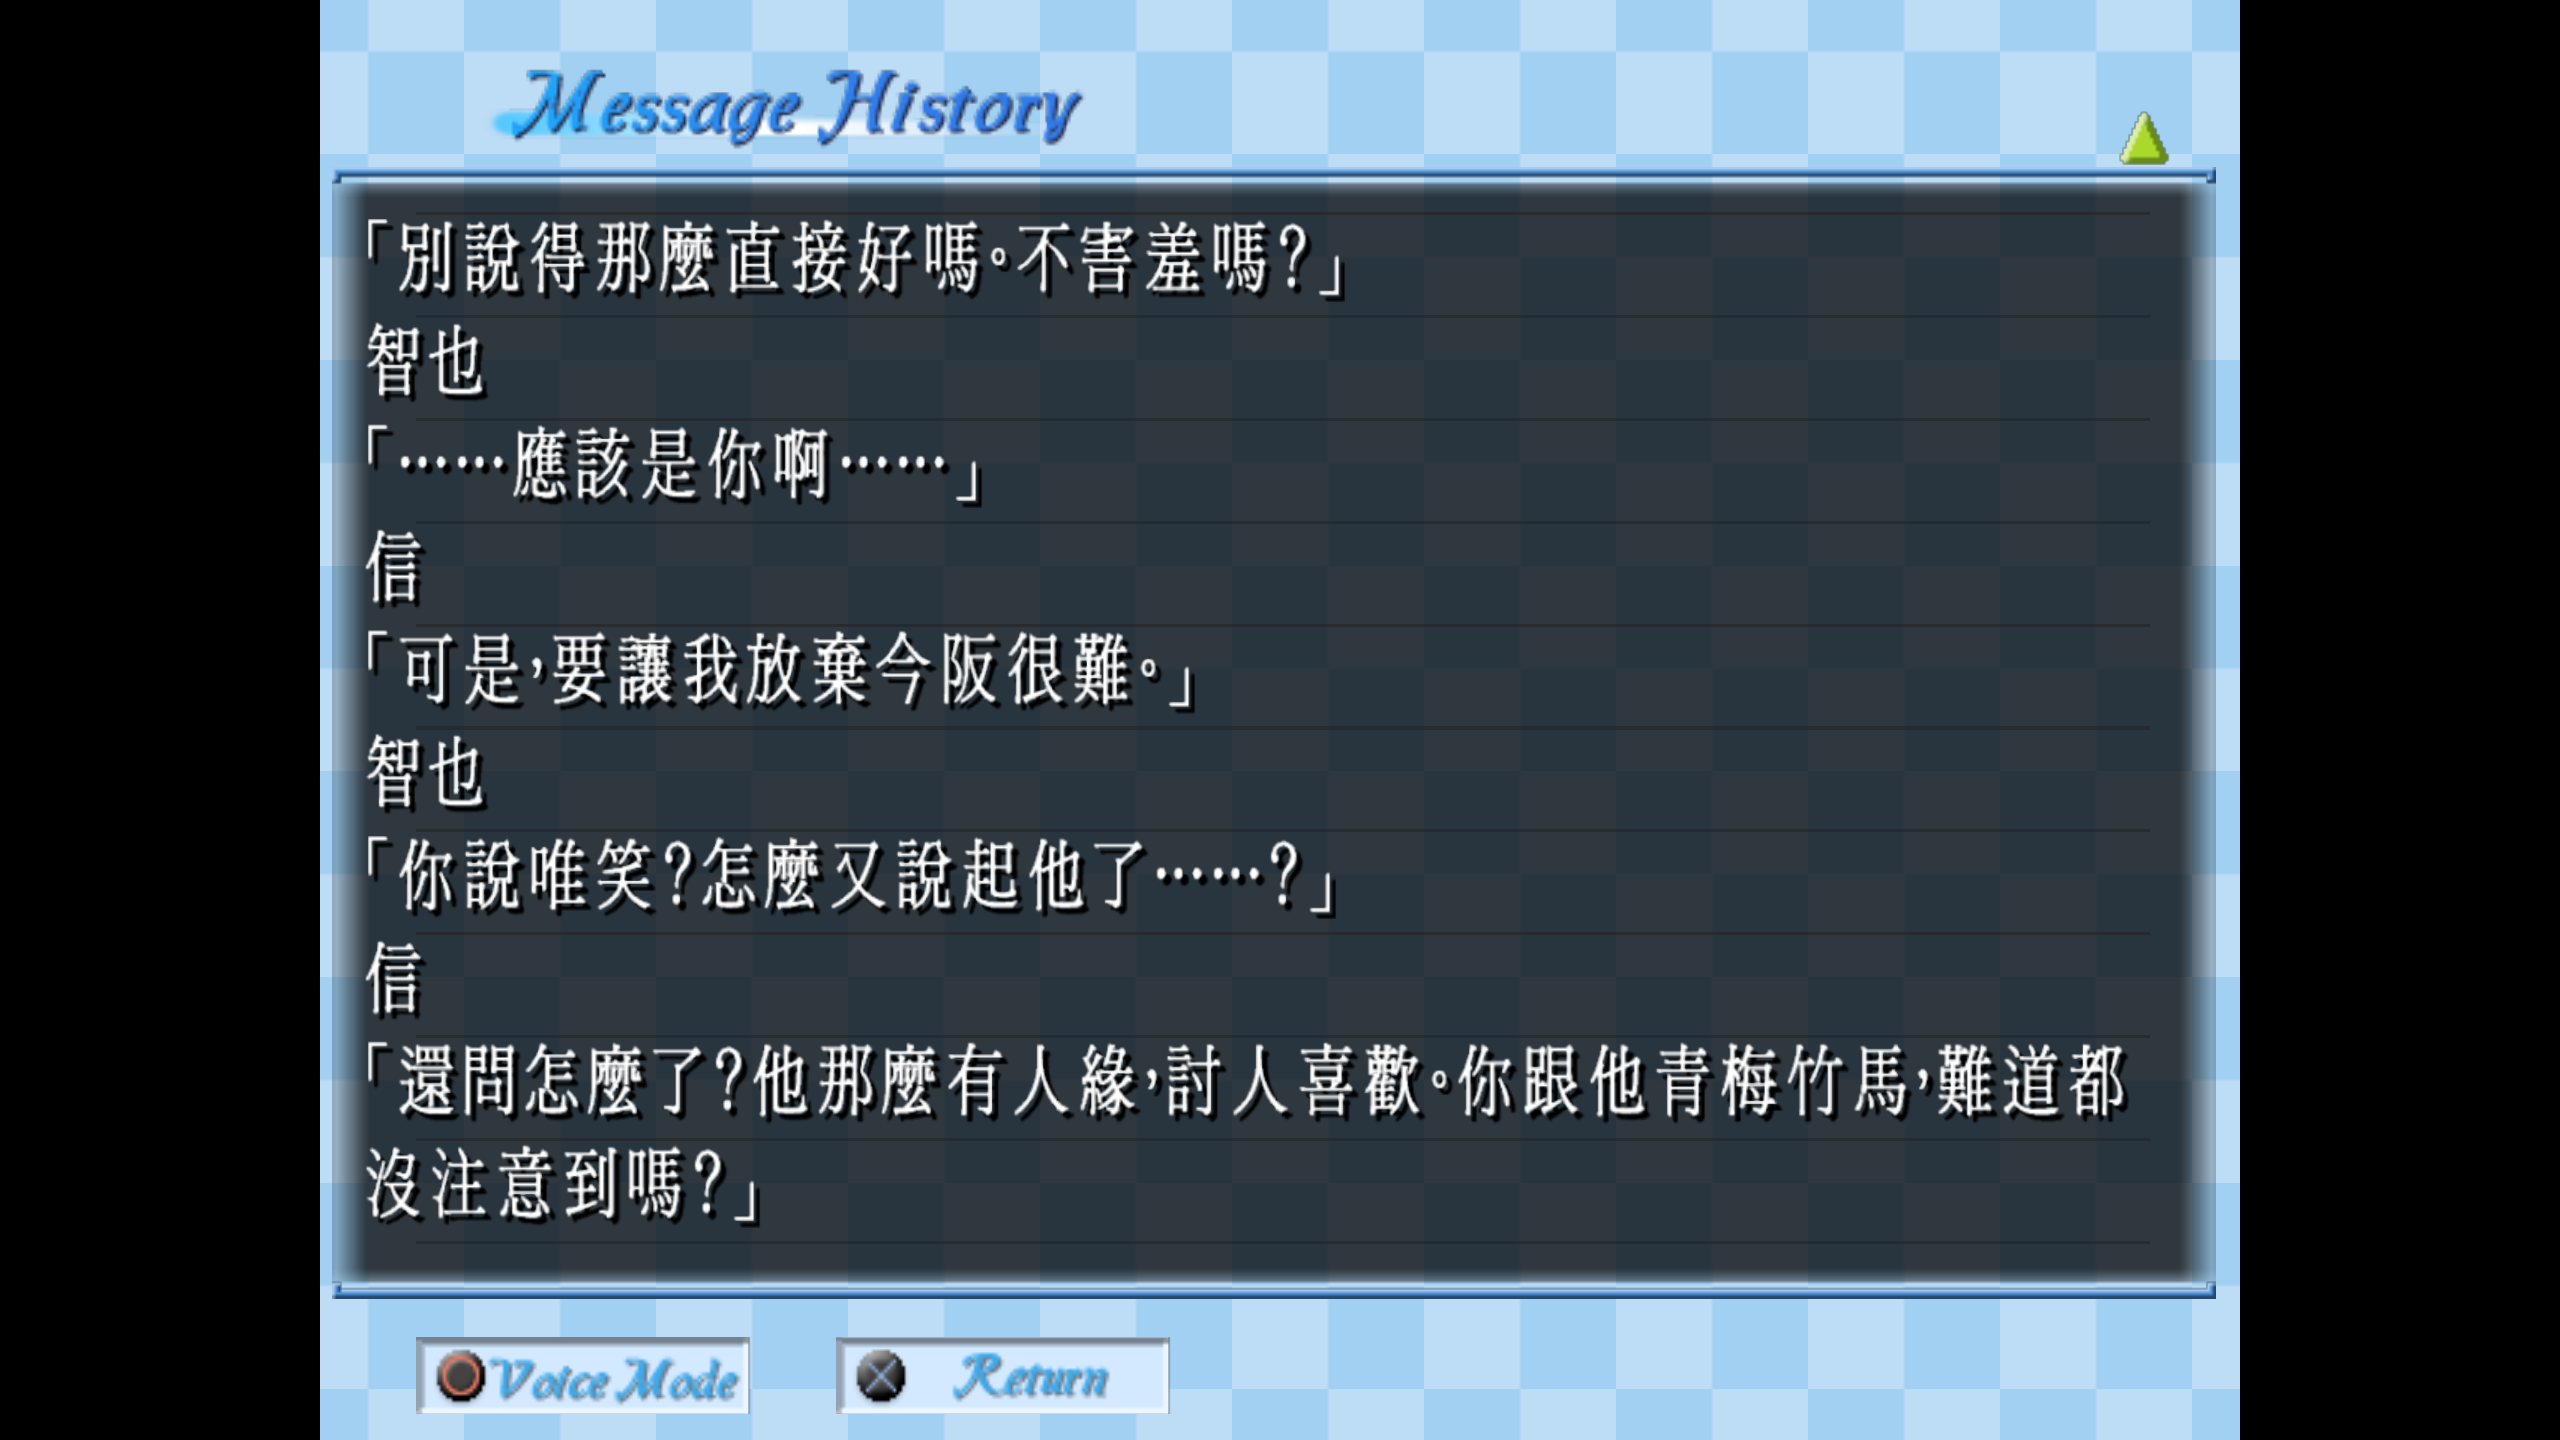 Message History
「別說得那麼直接好嗎。不害羞嗎？」
智也
「……應該是你啊……」
信
「可是，要讓我放棄今阪很難。」
智也
「你說唯笑？怎麼又說起他了……？」
信
「還問怎麼了？他那麼有人緣，討人喜歡。你跟他青梅竹馬，難道都
沒注意到嗎？」
Voice Mode
Return